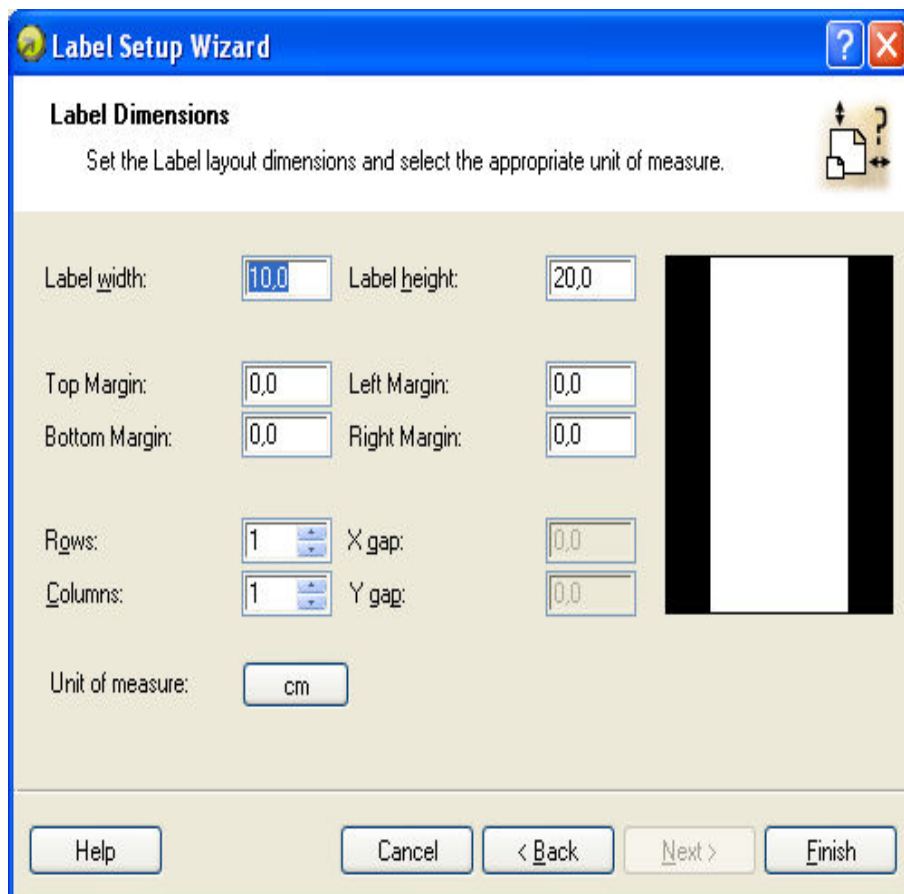 Label Setup Wizard
Label Dimensions
Set the Label layout dimensions and select the appropriate unit of measure.
Label width: 10,0 Label height: 20,0
Top Margin: 0,0 Left Margin: 0,0
Bottom Margin: 0,0 Right Margin: 0,0
Rows: 1 X gap: 0,0
Columns: 1 Y gap: 0,0
Unit of measure: cm
Help Cancel < Back Next > Finish